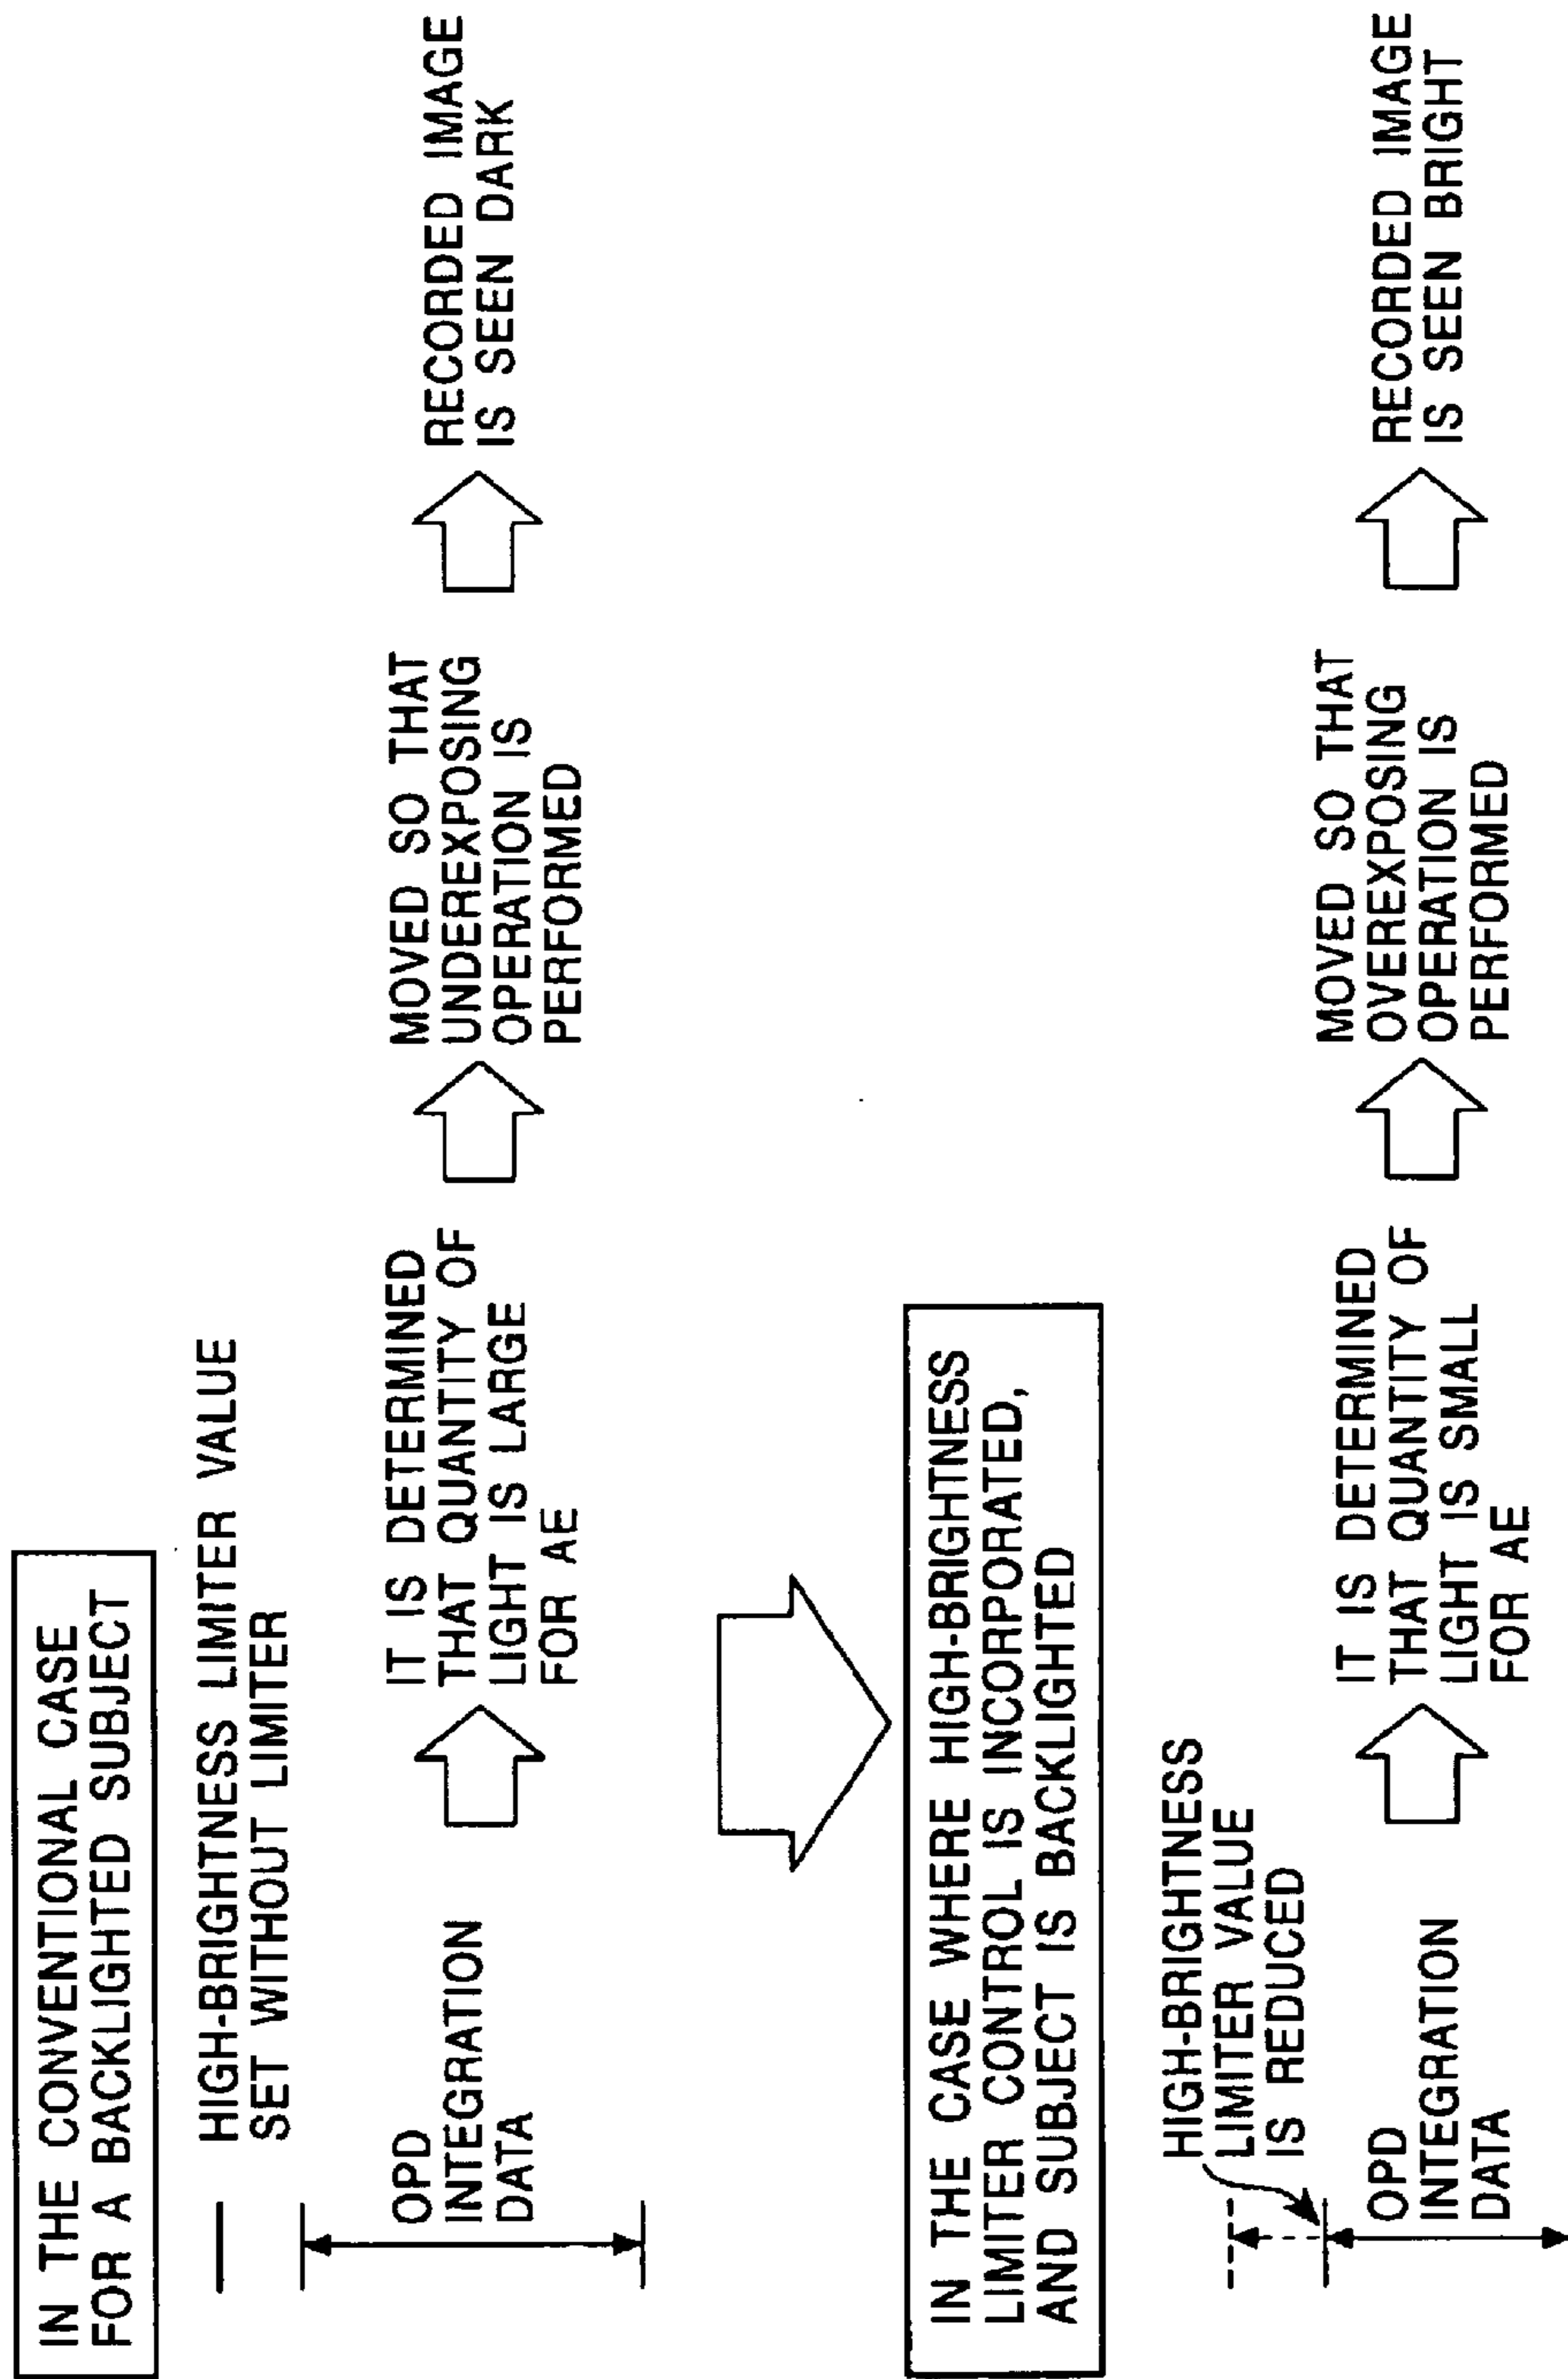 IN THE CONVENTIONAL CASE
FOR A BACKLIGHTED SUBJECT
HIGH-BRIGHTNESS LIMITER VALUE
SET WITHOUT LIMITER
OPD
INTEGRATION
DATA
IT IS DETERMINED
THAT QUANTITY OF
LIGHT IS LARGE
FOR AE
MOVED SO THAT
UNDEREXPOSING
OPERATION IS
PERFORMED
RECORDED IMAGE
IS SEEN DARK
IN THE CASE WHERE HIGH-BRIGHTNESS
LIMITER CONTROL IS INCORPORATED,
AND SUBJECT IS BACKLIGHTED
HIGH-BRIGHTNESS
LIMITER VALUE
IS REDUCED
OPD
INTEGRATION
DATA
IT IS DETERMINED
THAT QUANTITY OF
LIGHT IS SMALL
FOR AE
MOVED SO THAT
OVEREXPOSING
OPERATION IS
PERFORMED
RECORDED IMAGE
IS SEEN BRIGHT